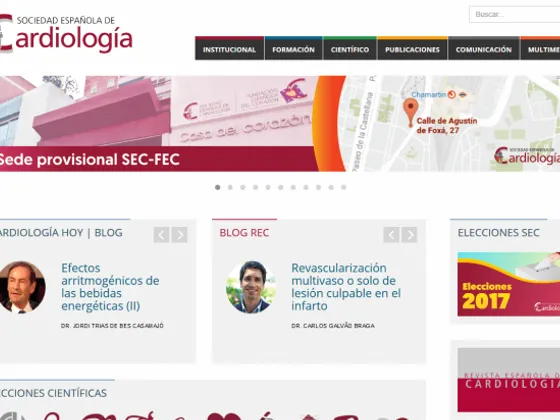 SOCIEDAD ESPAÑOLA DE
Cardiología
Buscar...
INSTITUCIONAL
FORMACIÓN
CIENTÍFICO
PUBLICACIONES
COMUNICACIÓN
MULTIME
Casa del corazón
Sede provisional SEC-FEC
Paseo de la Castellana
Chamartín
Calle de Agustín
de Foxá, 27
SOCIEDAD ESPAÑOLA DE
Cardiología
ARDIOLOGÍA HOY | BLOG
Efectos
arritmogénicos de
las bebidas
energéticas (II)
DR. JORDI TRIAS DE BES CASAMAJÓ
BLOG REC
Revascularización
multivaso o solo de
lesión culpable en el
infarto
DR. CARLOS GALVÃO BRAGA
ELECCIONES SEC
Elecciones
2017
Cardiolo
REVISTA ESPAÑOLA D
CARDIOLOGÍ
ECCIONES CIENTÍFICAS